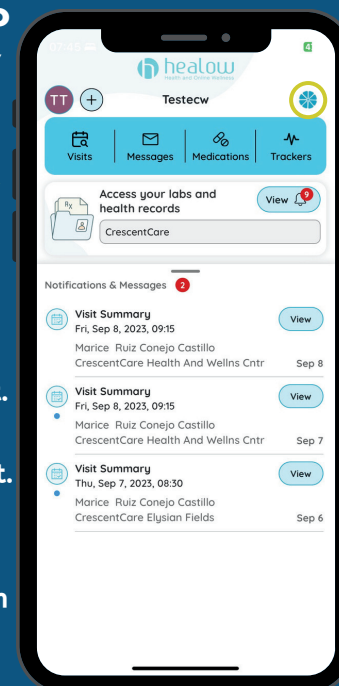 healow
Health and Online Wellness
TT + Testecw
Visits Messages Medications Trackers
Rx
Access your labs and
health records
View 9
CrescentCare
Notifications & Messages 2
Visit Summary
View
Fri, Sep 8, 2023, 09:15
Marice Ruiz Conejo Castillo
CrescentCare Health And Wellns Cntr Sep 8
Visit Summary
View
Fri, Sep 8, 2023, 09:15
Marice Ruiz Conejo Castillo
CrescentCare Health And Wellns Cntr Sep 7
Visit Summary
View
Thu, Sep 7, 2023, 08:30
Marice Ruiz Conejo Castillo
CrescentCare Elysian Fields Sep 6